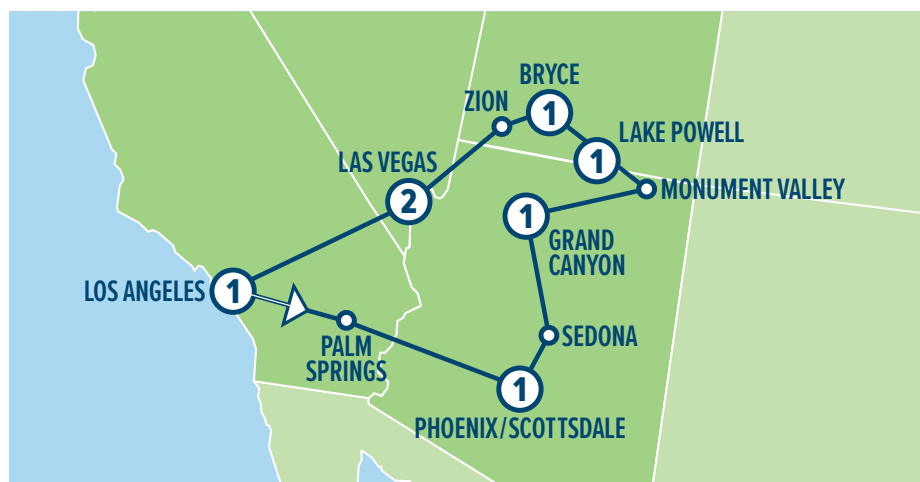 BRYCE
1
ZION
LAKE POWELL
1
LAS VEGAS
2
MONUMENT VALLEY
1
GRAND
CANYON
LOS ANGELES
1
SEDONA
PALM
SPRINGS
1
PHOENIX/SCOTTSDALE